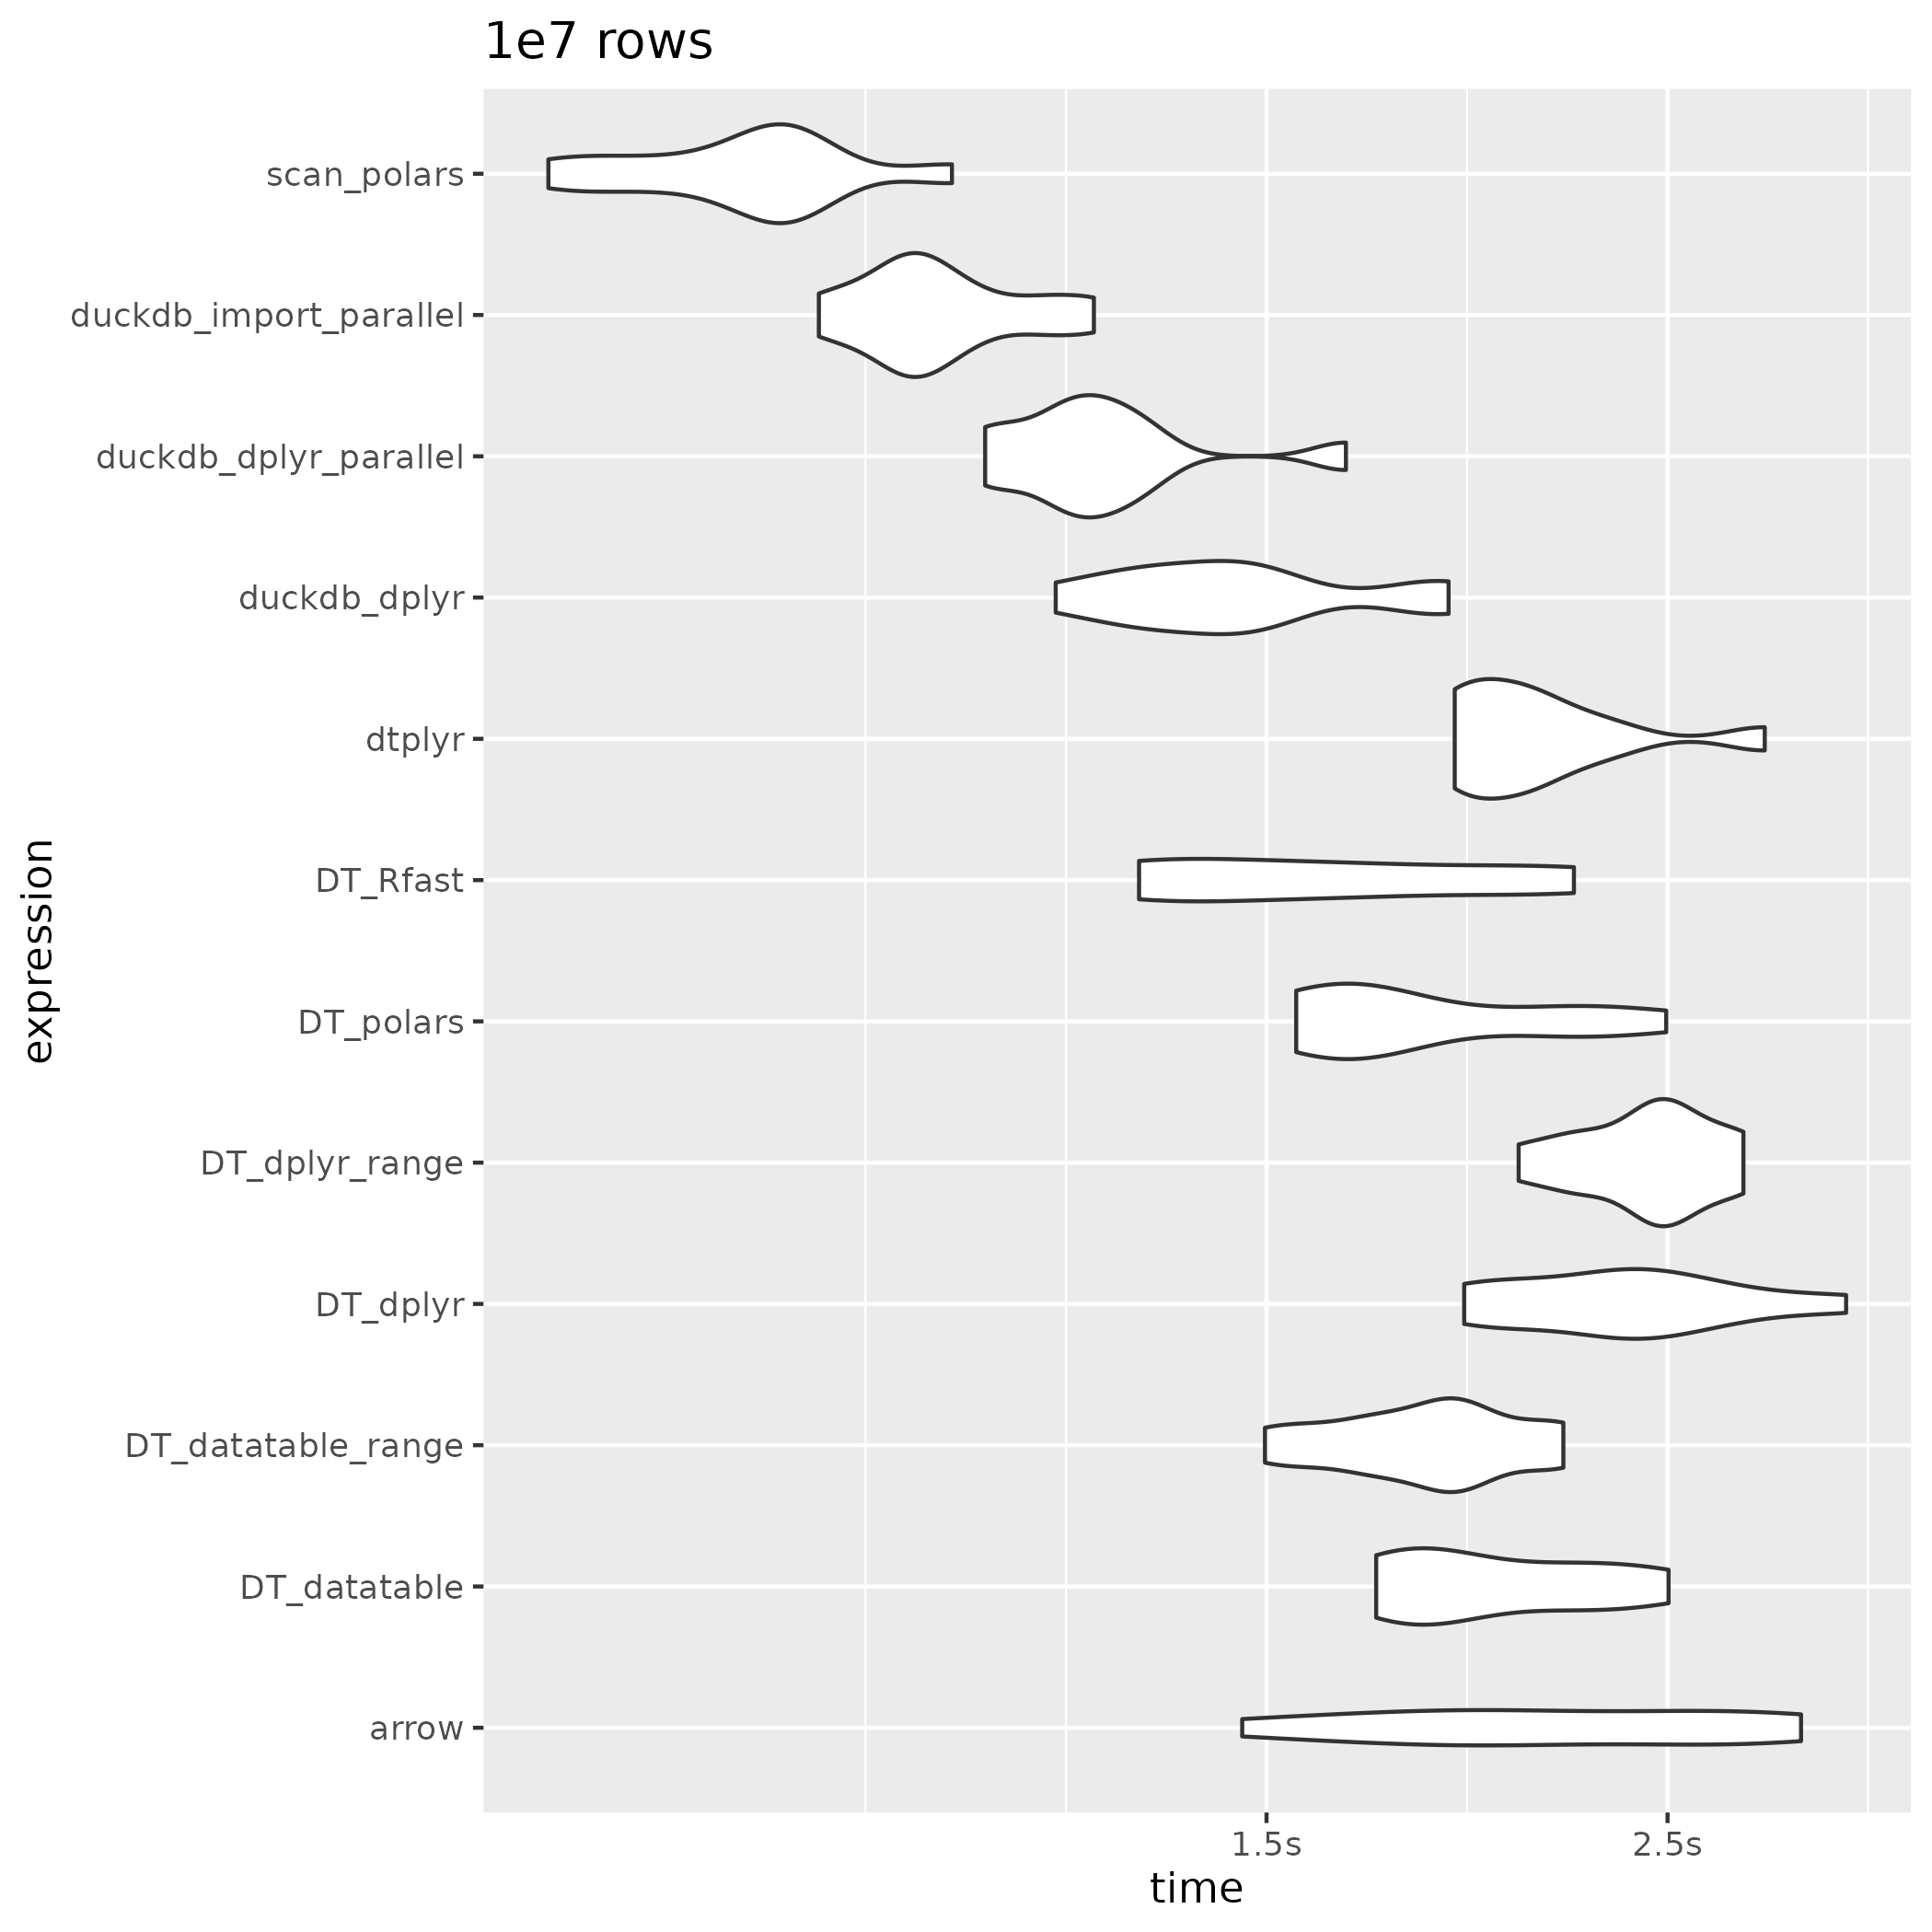 1e7 rows
scan_polars
duckdb_import_parallel
duckdb_dplyr_parallel
duckdb_dplyr
dtplyr
DT_Rfast
DT_polars
DT_dplyr_range
DT_dplyr
DT_datatable_range
DT_datatable
arrow
expression
1.5s 2.5s
time